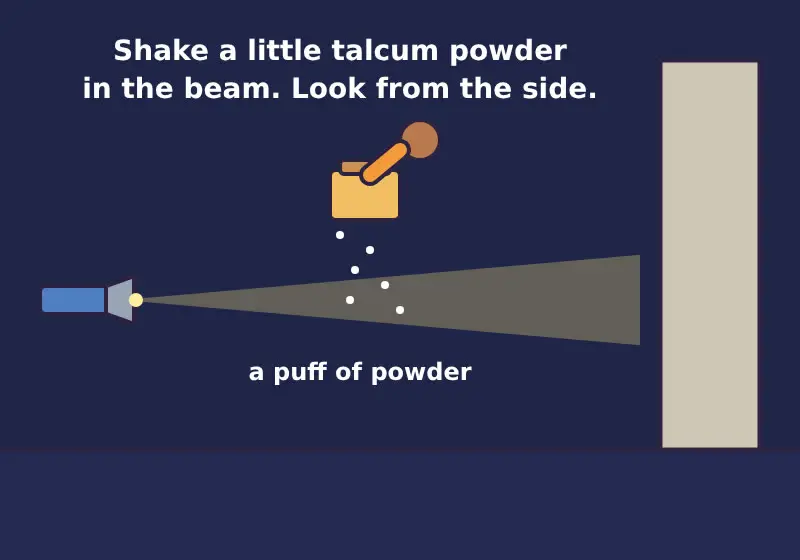 Shake a little talcum powder
in the beam. Look from the side.
a puff of powder